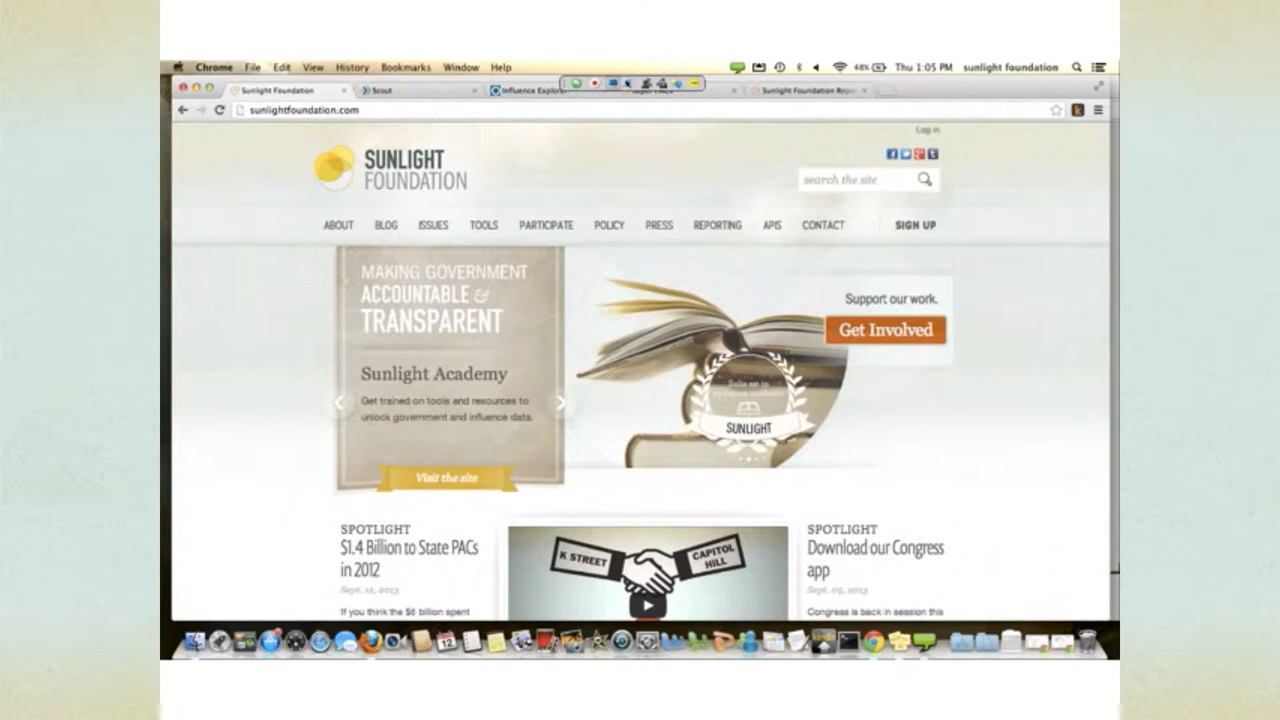 Chrome File Edit View History Bookmarks Window Help
48% Thu 1:05 PM sunlight foundation
Sunlight Foundation Scout Influence Explor Sunlight Foundation Repo
sunlightfoundation.com
Log in
SUNLIGHT
FOUNDATION
search the site
ABOUT BLOG ISSUES TOOLS PARTICIPATE POLICY PRESS REPORTING APIS CONTACT SIGN UP
MAKING GOVERNMENT
ACCOUNTABLE &
TRANSPARENT
Sunlight Academy
Get trained on tools and resources to
unlock government and influence data.
Visit the site
Support our work.
Get Involved
SUNLIGHT
SPOTLIGHT
$1.4 Billion to State PACs
in 2012
Sept. 12, 2013
If you think the $6 billion spent
K STREET
CAPITOL
HILL
SPOTLIGHT
Download our Congress
app
Sept. 09, 2013
Congress is back in session this
12